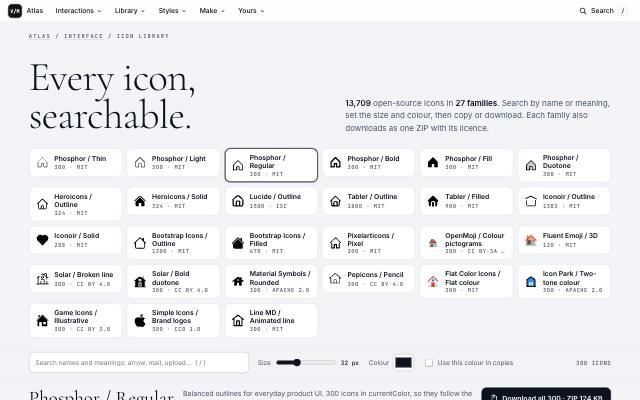 V/M Atlas Interactions Library Styles Make Yours Search /
ATLAS / INTERFACE / ICON LIBRARY
Every icon,
searchable.
13,709 open-source icons in 27 families. Search by name or meaning,
set the size and colour, then copy or download. Each family also
downloads as one ZIP with its licence.
Phosphor / Thin
300 · MIT
Phosphor / Light
300 · MIT
Phosphor /
Regular
300 · MIT
Phosphor / Bold
300 · MIT
Phosphor / Fill
300 · MIT
Phosphor /
Duotone
300 · MIT
Heroicons /
Outline
324 · MIT
Heroicons / Solid
324 · MIT
Lucide / Outline
1500 · ISC
Tabler / Outline
1800 · MIT
Tabler / Filled
900 · MIT
Iconoir / Outline
1383 · MIT
Iconoir / Solid
288 · MIT
Bootstrap Icons /
Outline
1300 · MIT
Bootstrap Icons /
Filled
670 · MIT
Pixelarticons /
Pixel
300 · MIT
OpenMoji / Colour
pictograms
300 · CC BY-SA …
Fluent Emoji / 3D
120 · MIT
Solar / Broken line
300 · CC BY 4.0
Solar / Bold
duotone
300 · CC BY 4.0
Material Symbols /
Rounded
300 · APACHE 2.0
Pepicons / Pencil
300 · CC BY 4.0
Flat Color Icons /
Flat colour
300 · MIT
Icon Park / Two-
tone colour
300 · APACHE 2.0
Game Icons /
Illustrative
300 · CC BY 3.0
Simple Icons /
Brand logos
300 · CC0 1.0
Line MD /
Animated line
300 · MIT
Search names and meanings: arrow, mail, upload… ( / ) Size 32 px Colour Use this colour in copies 300 ICONS
Phosphor / Regular
Balanced outlines for everyday product UI. 300 icons in currentColor, so they follow the
Download all 300 · ZIP 124 KB